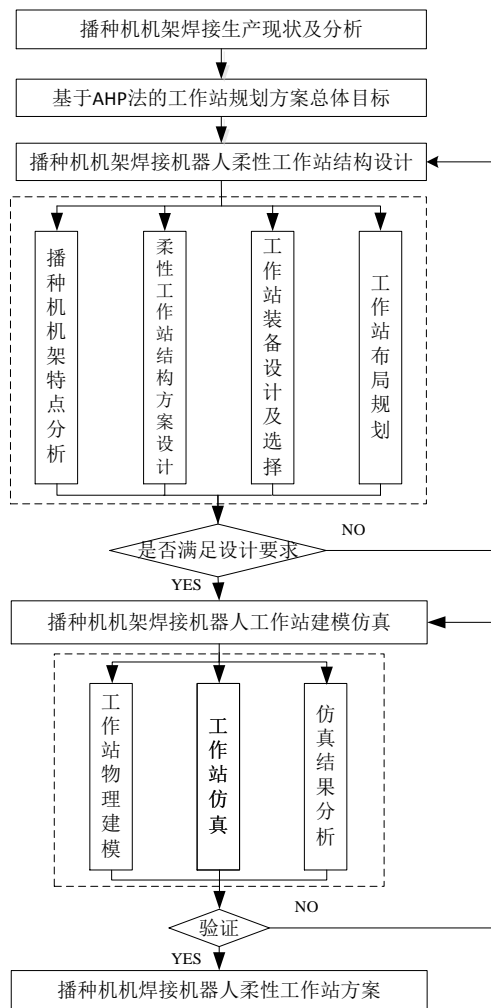 播种机机架焊接生产现状及分析
基于AHP法的工作站规划方案总体目标
播种机机架焊接机器人柔性工作站结构设计
播种机机架特点分析
柔性工作站结构方案设计
工作站装备设计及选择
工作站布局规划
是否满足设计要求
NO
YES
播种机机架焊接机器人工作站建模仿真
工作站物理建模
工作站仿真
仿真结果分析
验证
NO
YES
播种机机焊接机器人柔性工作站方案